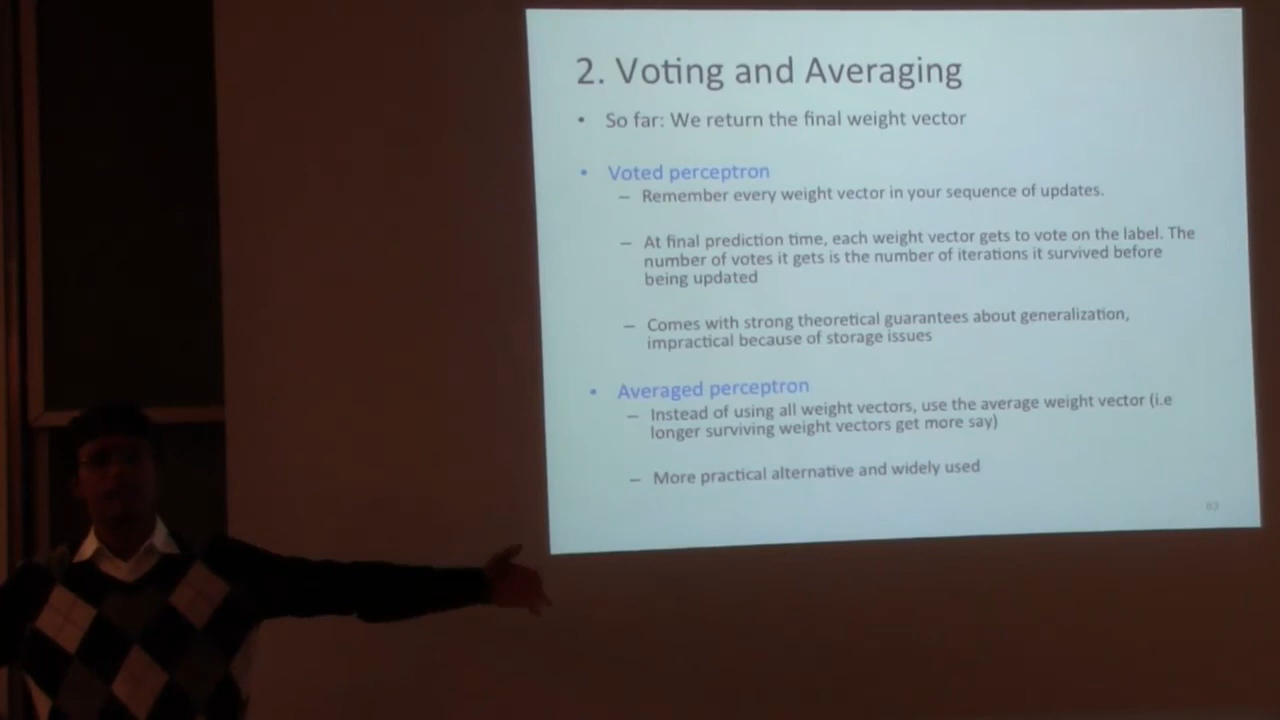 2. Voting and Averaging
• So far: We return the final weight vector
• Voted perceptron
– Remember every weight vector in your sequence of updates.
– At final prediction time, each weight vector gets to vote on the label. The
number of votes it gets is the number of iterations it survived before
being updated
– Comes with strong theoretical guarantees about generalization,
impractical because of storage issues
• Averaged perceptron
– Instead of using all weight vectors, use the average weight vector (i.e
longer surviving weight vectors get more say)
– More practical alternative and widely used
83